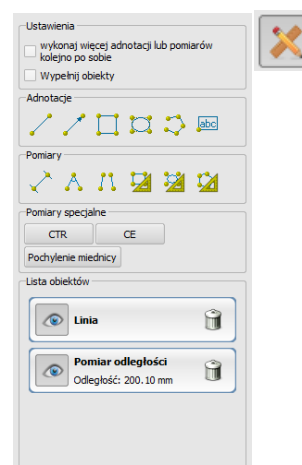 Ustawienia
wykonaj więcej adnotacji lub pomiarów
kolejno po sobie
Wypełnij obiekty
Adnotacje
abc
Pomiary
Pomiary specjalne
CTR CE
Pochylenie miednicy
Lista obiektów
Linia
Pomiar odległości
Odległość: 200.10 mm